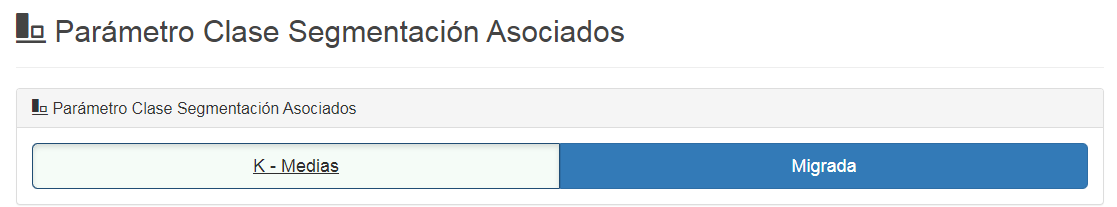 Parámetro Clase Segmentación Asociados
Parámetro Clase Segmentación Asociados
K - Medias
Migrada